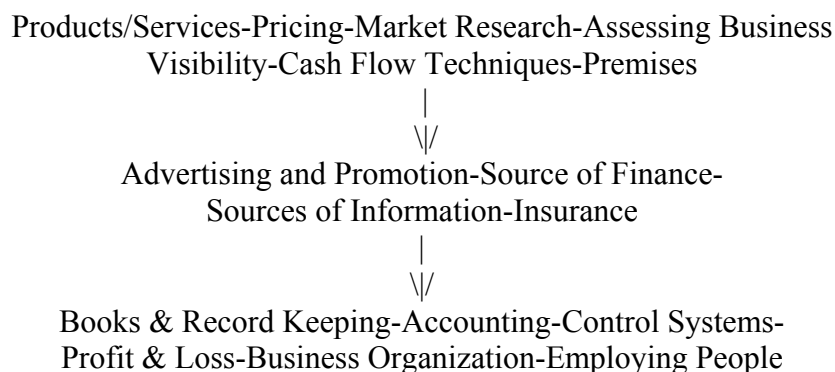 Products/Services-Pricing-Market Research-Assessing Business
Visibility-Cash Flow Techniques-Premises
|
\|/
Advertising and Promotion-Source of Finance-
Sources of Information-Insurance
|
\|/
Books & Record Keeping-Accounting-Control Systems-
Profit & Loss-Business Organization-Employing People